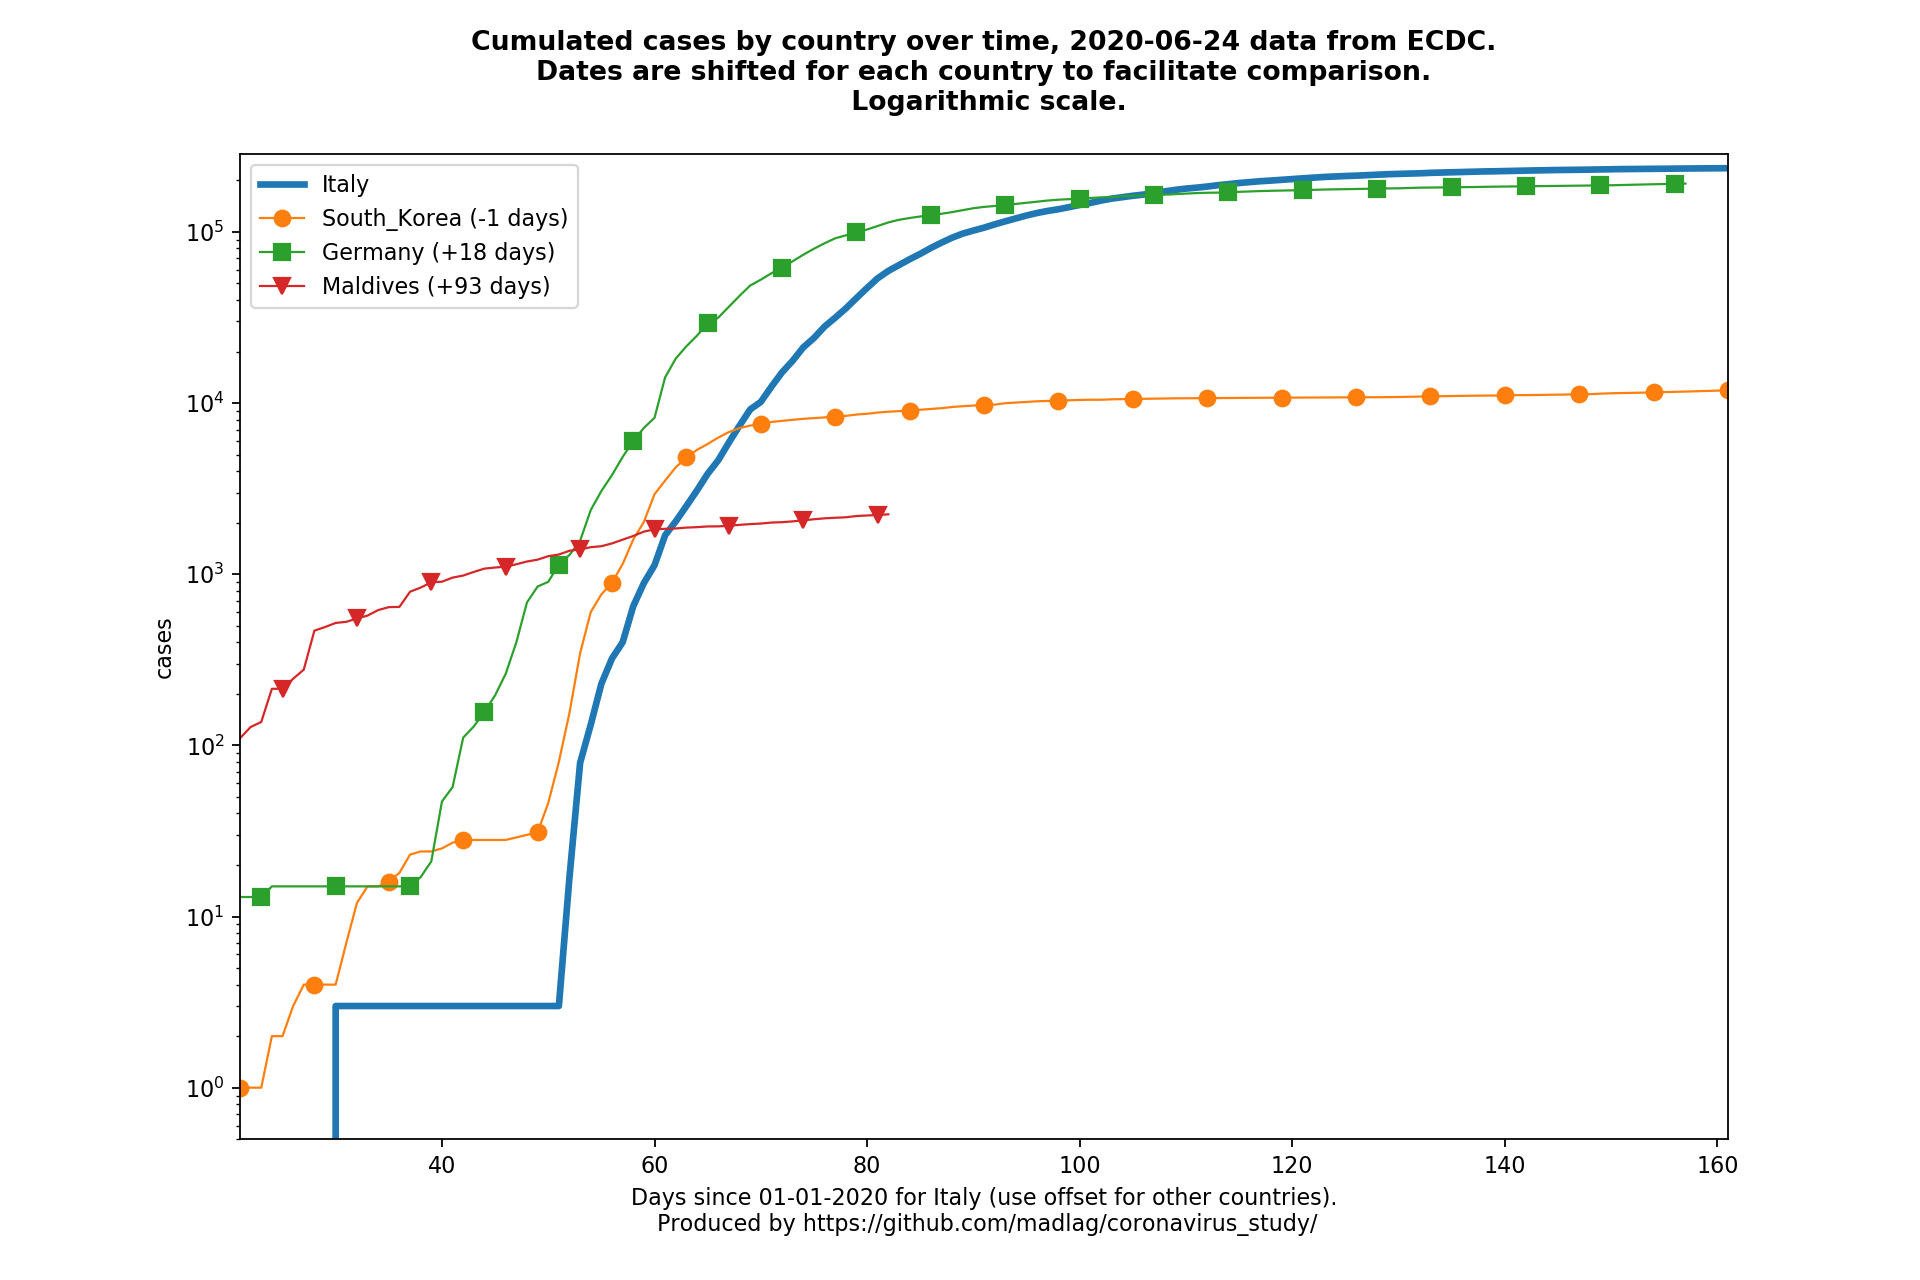 Cumulated cases by country over time, 2020-06-24 data from ECDC.
Dates are shifted for each country to facilitate comparison.
Logarithmic scale.
Italy
South_Korea (-1 days)
Germany (+18 days)
Maldives (+93 days)
10^5
10^4
10^3
10^2
10^1
10^0
cases
40 60 80 100 120 140 160
Days since 01-01-2020 for Italy (use offset for other countries).
Produced by https://github.com/madlag/coronavirus_study/